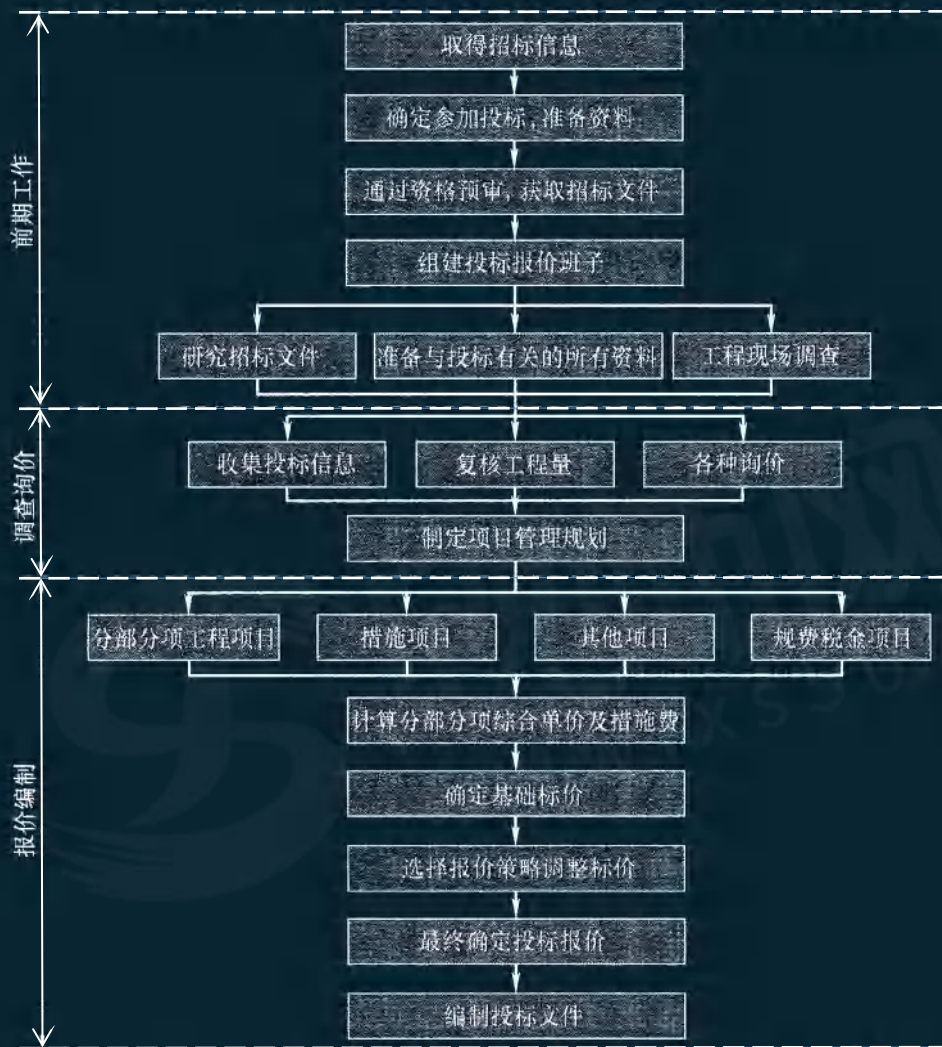 取得招标信息
确定参加投标，准备资料
通过资格预审，获取招标文件
组建投标报价班子
前期工作
研究招标文件
准备与投标有关的所有资料
工程现场调查
收集投标信息
复核工程量
各种询价
调查询价
制定项目管理规划
分部分项工程项目
措施项目
其他项目
规费税金项目
计算分部分项综合单价及措施费
确定基础标价
报价编制
选择报价策略调整标价
最终确定投标报价
编制投标文件